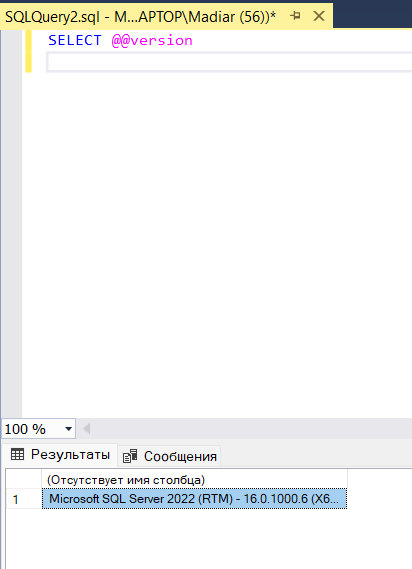 SQLQuery2.sql - M...APTOP\Madiar (56))*
SELECT @@version
100 %
Результаты Сообщения
(Отсутствует имя столбца)
1 Microsoft SQL Server 2022 (RTM) - 16.0.1000.6 (X6...